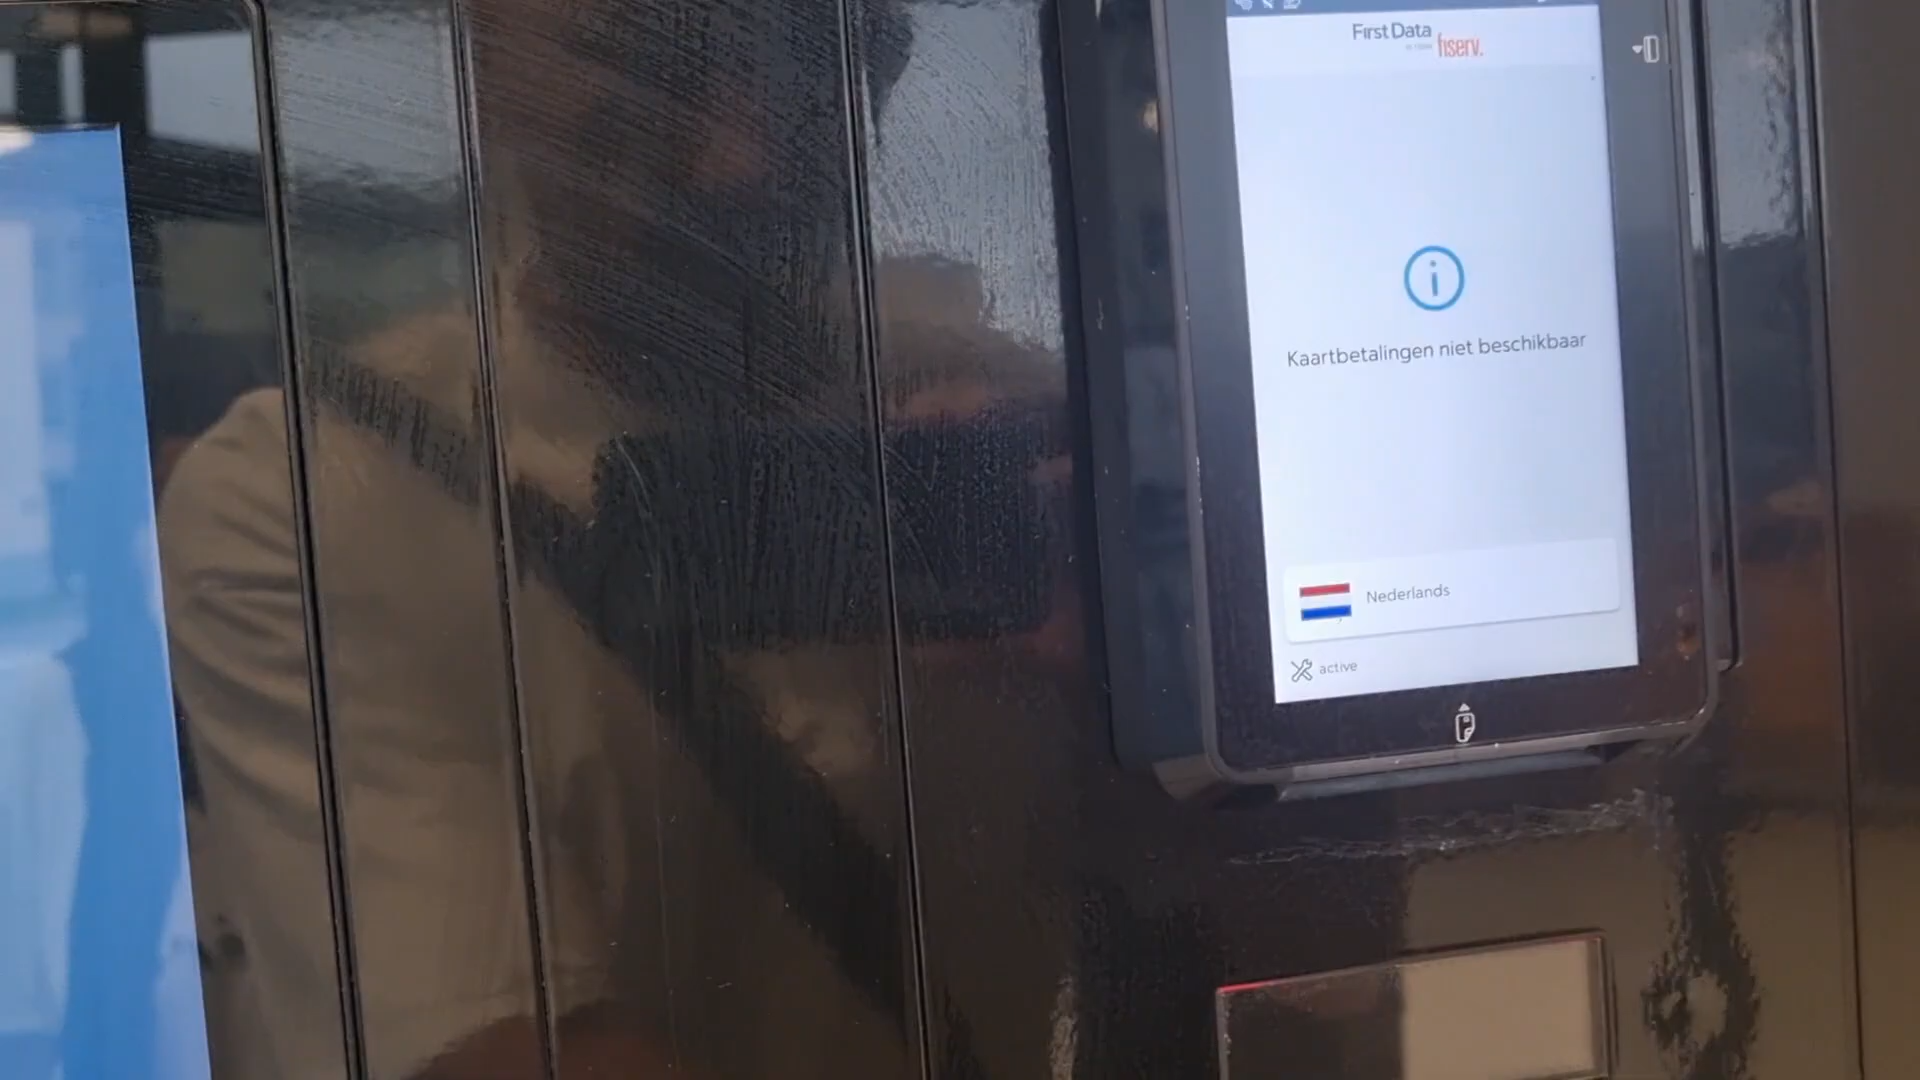 First Data
fiserv.
Kaartbetalingen niet beschikbaar
Nederlands
active